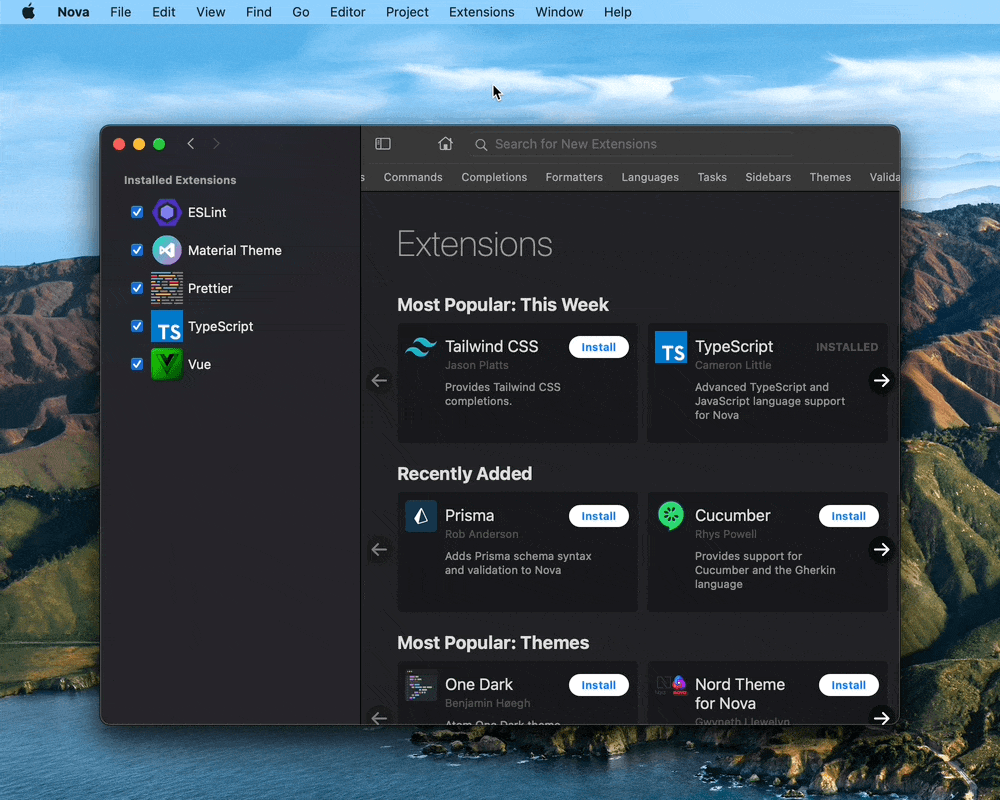 Nova File Edit View Find Go Editor Project Extensions Window Help
Search for New Extensions
s Commands Completions Formatters Languages Tasks Sidebars Themes Valida
Installed Extensions
ESLint
Material Theme
Prettier
TS TypeScript
Vue
Extensions
Most Popular: This Week
Tailwind CSS Install
Jason Platts
Provides Tailwind CSS
completions.
TS TypeScript INSTALLED
Cameron Little
Advanced TypeScript and
JavaScript language support
for Nova
Recently Added
Prisma Install
Rob Anderson
Adds Prisma schema syntax
and validation to Nova
Cucumber Install
Rhys Powell
Provides support for
Cucumber and the Gherkin
language
Most Popular: Themes
One Dark Install
Benjamin Høegh
Atom One Dark theme
Nord Theme Install
for Nova
Gwyneth Llewelyn